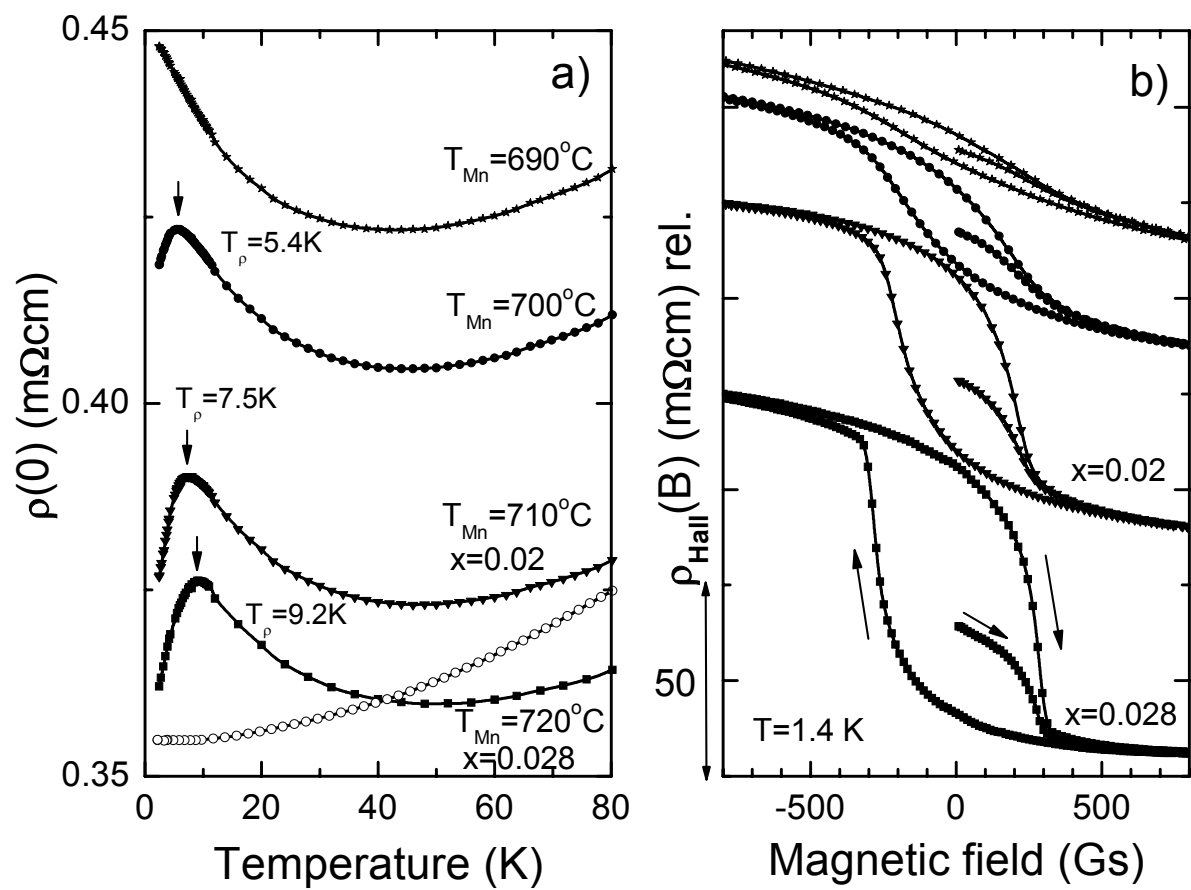 a)
0.45
0.40
0.35
ρ(0) (mΩcm)
T_Mn=690°C
T_ρ=5.4K
T_Mn=700°C
T_ρ=7.5K
T_Mn=710°C
x=0.02
T_ρ=9.2K
T_Mn=720°C
x=0.028
0 20 40 60 80
Temperature (K)
b)
ρ_Hall(B) (mΩcm) rel.
x=0.02
50
x=0.028
T=1.4 K
-500 0 500
Magnetic field (Gs)